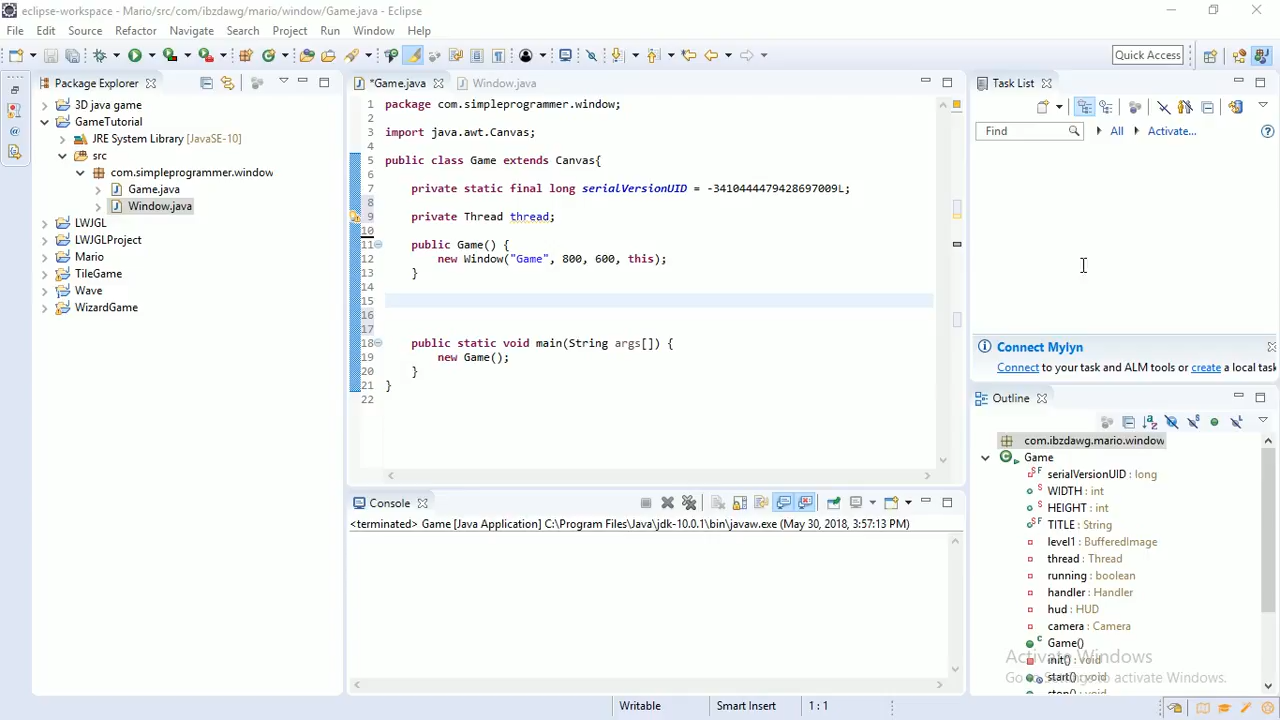 eclipse-workspace - Mario/src/com/ibzdawg/mario/window/Game.java - Eclipse
File Edit Source Refactor Navigate Search Project Run Window Help
Quick Access
Package Explorer
3D java game
GameTutorial
JRE System Library [JavaSE-10]
src
com.simpleprogrammer.window
Game.java
Window.java
LWJGL
LWJGLProject
Mario
TileGame
Wave
WizardGame
*Game.java Window.java
1 package com.simpleprogrammer.window;
2
3 import java.awt.Canvas;
4
5 public class Game extends Canvas{
6
7 private static final long serialVersionUID = -3410444479428697009L;
8
9 private Thread thread;
10
11 public Game() {
12 new Window("Game", 800, 600, this);
13 }
14
15
16
17
18 public static void main(String args[]) {
19 new Game();
20 }
21 }
22
Console
<terminated> Game [Java Application] C:\Program Files\Java\jdk-10.0.1\bin\javaw.exe (May 30, 2018, 3:57:13 PM)
Task List
Find All Activate...
Connect Mylyn
Connect to your task and ALM tools or create a local task
Outline
com.ibzdawg.mario.window
Game
serialVersionUID : long
WIDTH : int
HEIGHT : int
TITLE : String
level1 : BufferedImage
thread : Thread
running : boolean
handler : Handler
hud : HUD
camera : Camera
Game()
init() : void
start() : void
stop() : void
Activate Windows
Go to Settings to activate Windows.
Writable Smart Insert 1 : 1